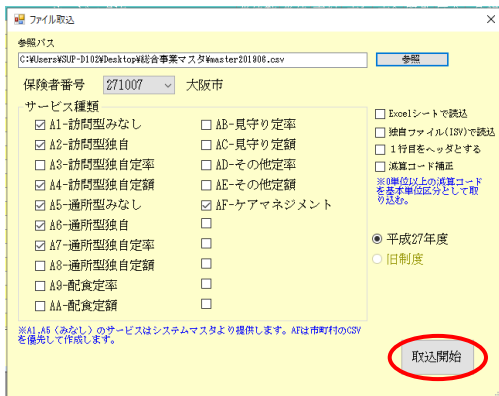 ファイル取込
参照パス
C:¥Users¥SUP-D102¥Desktop¥総合事業マスタ¥master201906.csv
参照
保険者番号 271007 大阪市
サービス種類
A1-訪問型みなし
A2-訪問型独自
A3-訪問型独自定率
A4-訪問型独自定額
A5-通所型みなし
A6-通所型独自
A7-通所型独自定率
A8-通所型独自定額
A9-配食定率
AA-配食定額
AB-見守り定率
AC-見守り定額
AD-その他定率
AE-その他定額
AF-ケアマネジメント
Excelシートで読込
独自ファイル(ISV)で読込
1行目をヘッダとする
減算コード補正
※0単位以上の減算コード
を基本単位区分として取
り込む。
平成27年度
旧制度
※A1,A5（みなし）のサービスはシステムマスタより提供します。AFは市町村のCSV
を優先して作成します。
取込開始